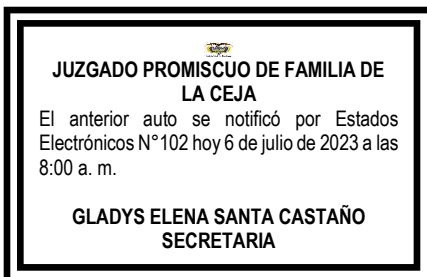 JUZGADO PROMISCUO DE FAMILIA DE
LA CEJA
El anterior auto se notificó por Estados
Electrónicos N°102 hoy 6 de julio de 2023 a las
8:00 a. m.
GLADYS ELENA SANTA CASTAÑO
SECRETARIA